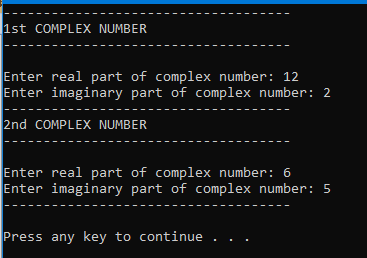 ------------------------------------
1st COMPLEX NUMBER
------------------------------------
Enter real part of complex number: 12
Enter imaginary part of complex number: 2
------------------------------------
2nd COMPLEX NUMBER
------------------------------------
Enter real part of complex number: 6
Enter imaginary part of complex number: 5
------------------------------------
Press any key to continue . . .